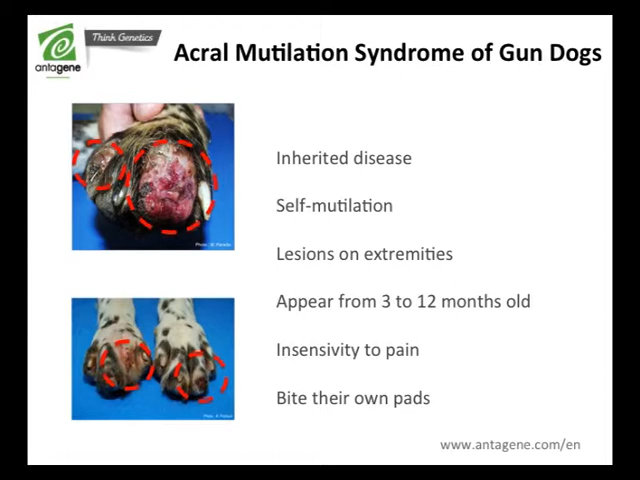 Think Genetics
antagene
Acral Mutilation Syndrome of Gun Dogs
Inherited disease
Self-mutilation
Lesions on extremities
Appear from 3 to 12 months old
Insensivity to pain
Bite their own pads
www.antagene.com/en